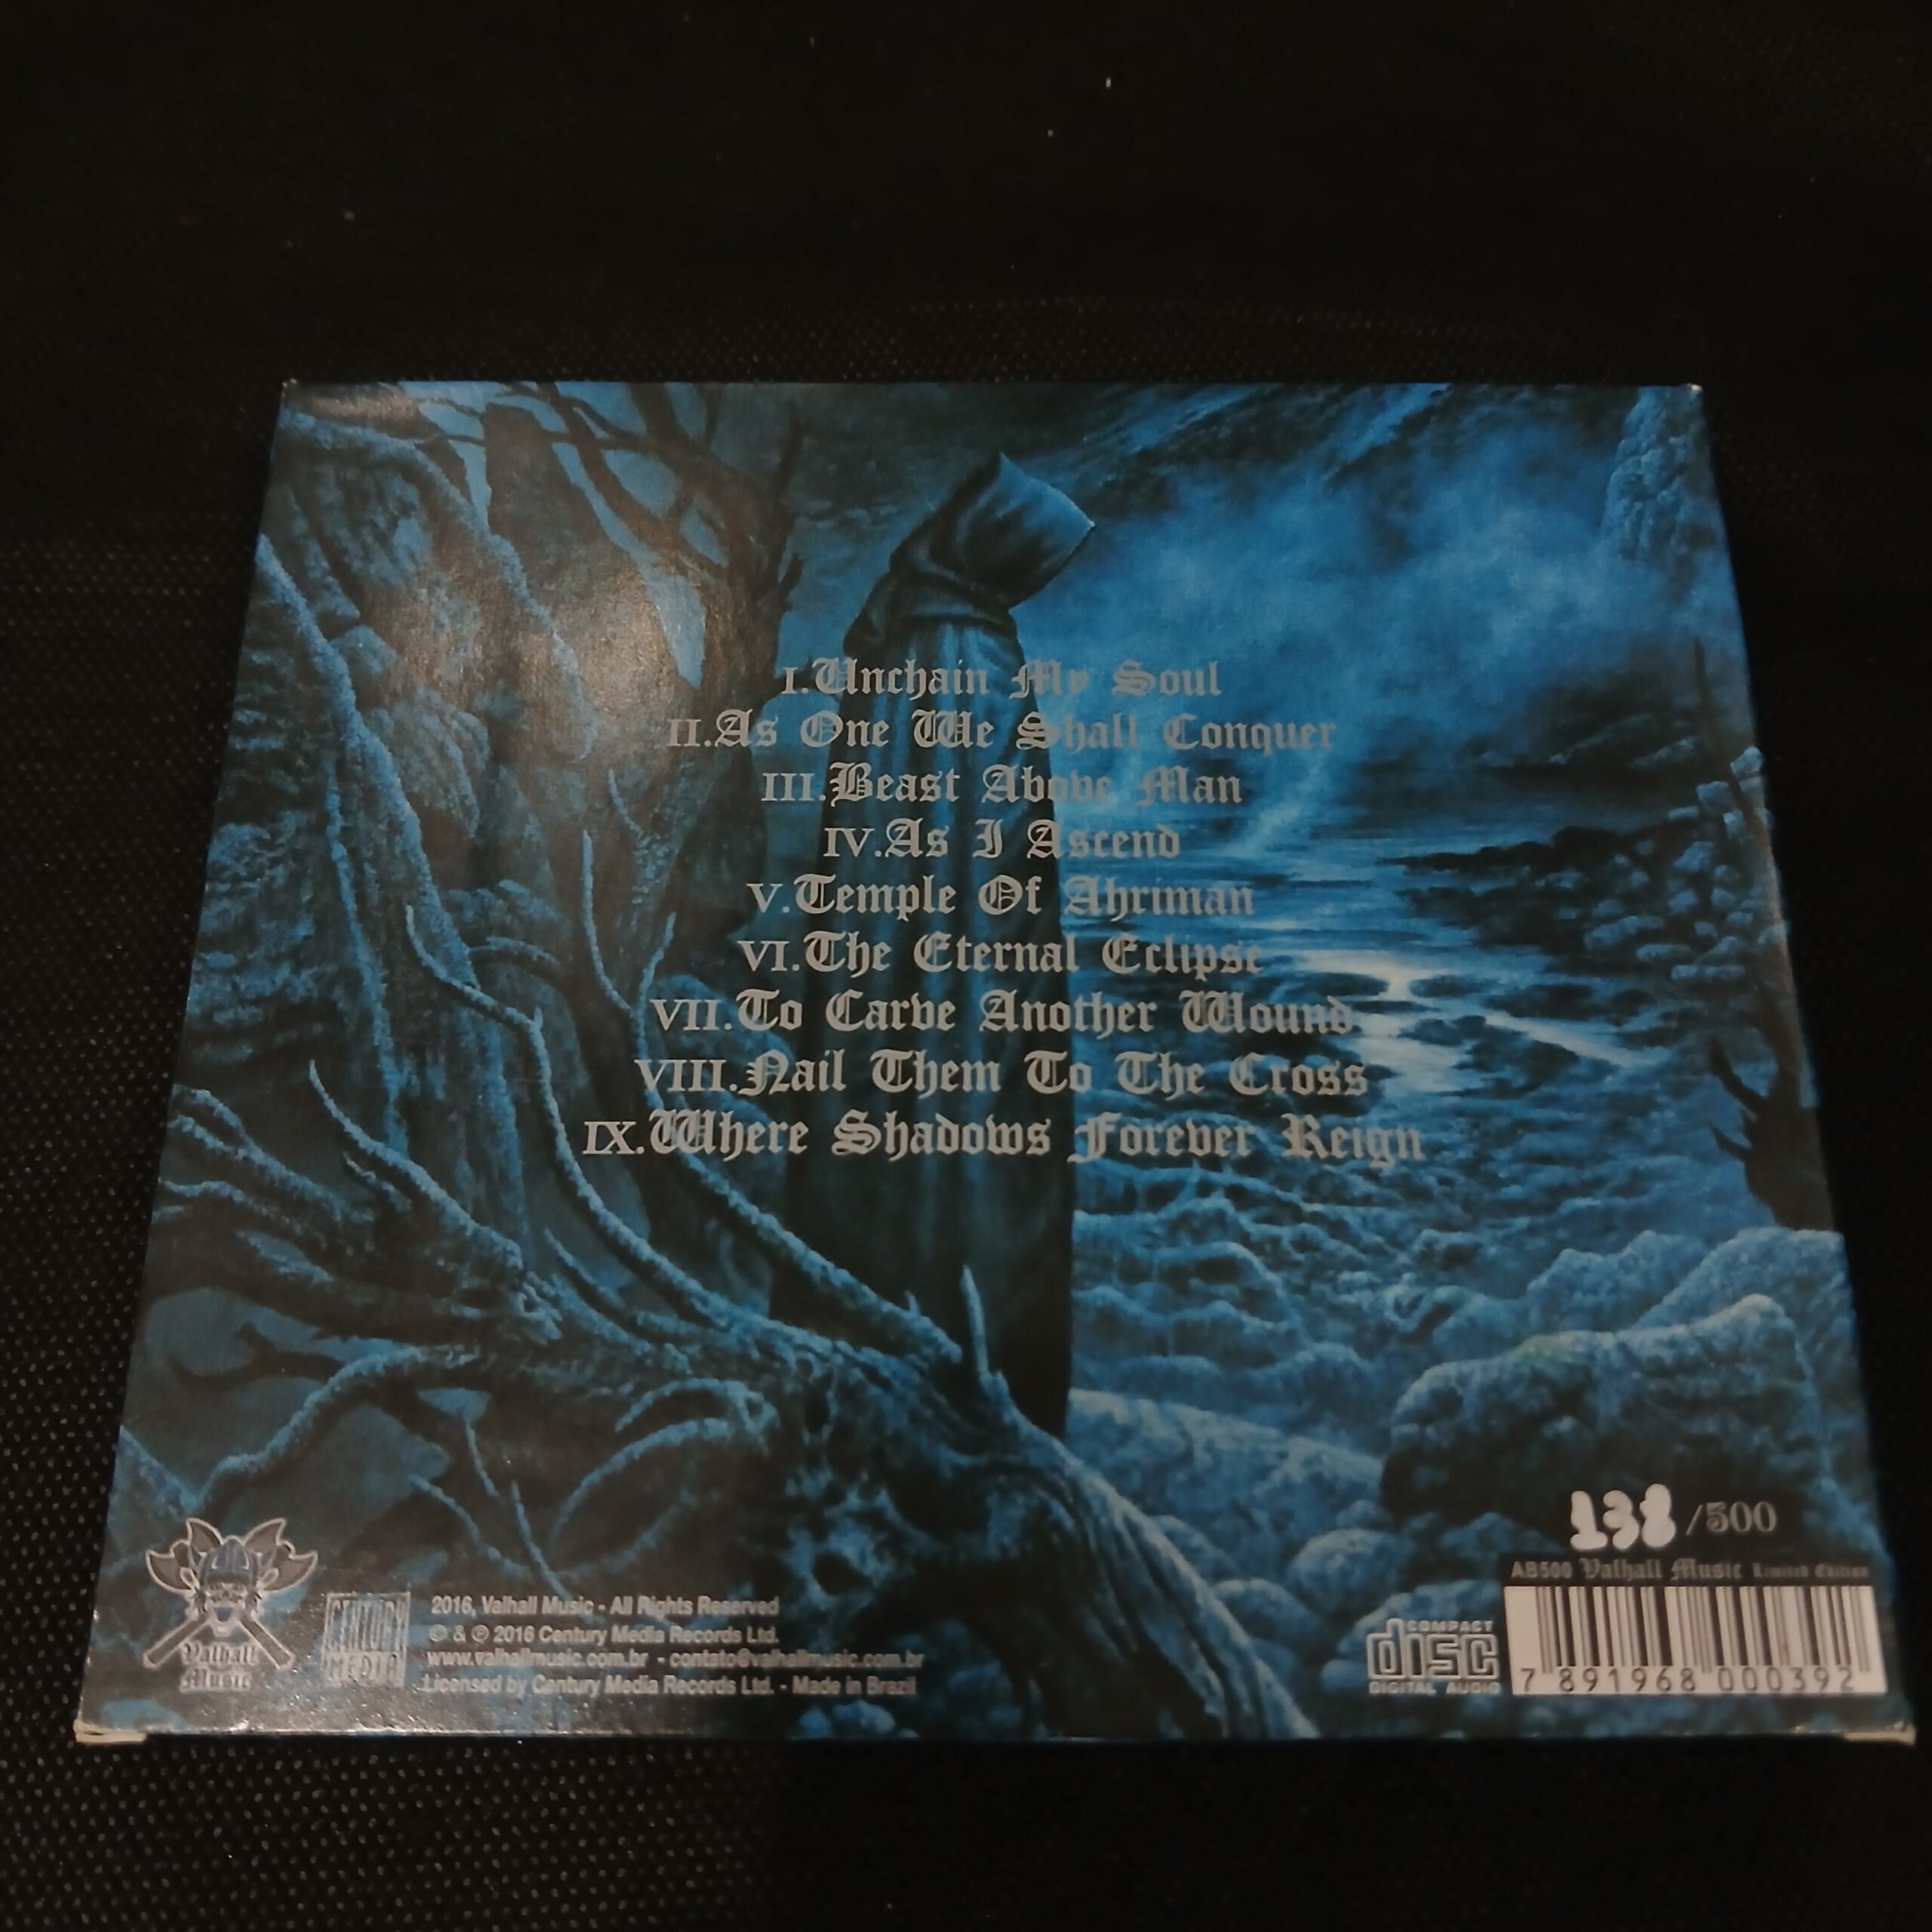 I.Unchain My Soul
II.As One We Shall Conquer
III.Beast Above Man
IV.As I Ascend
V.Temple Of Ahriman
VI.The Eternal Eclipse
VII.To Carve Another Wound
VIII.Nail Them To The Cross
IX.Where Shadows Forever Reign
138 /500
AB500 Valhall Music Limited Edition
Valhall
Music
CENTURY
MEDIA
2016, Valhall Music - All Rights Reserved
© & ℗ 2016 Century Media Records Ltd.
www.valhallmusic.com.br - contato@valhallmusic.com.br
Licensed by Century Media Records Ltd. - Made in Brazil
COMPACT
disc
DIGITAL AUDIO
7 891968 000392